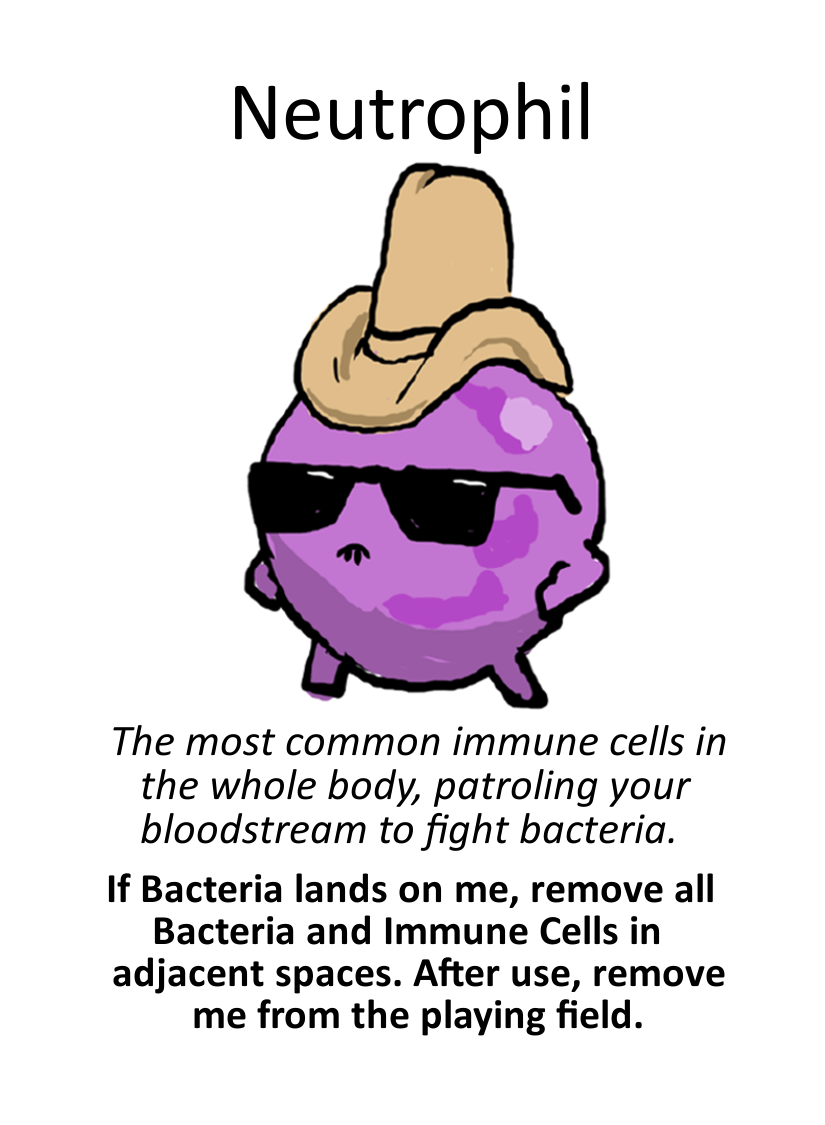 Neutrophil
The most common immune cells in
the whole body, patroling your
bloodstream to fight bacteria.
If Bacteria lands on me, remove all
Bacteria and Immune Cells in
adjacent spaces. After use, remove
me from the playing field.